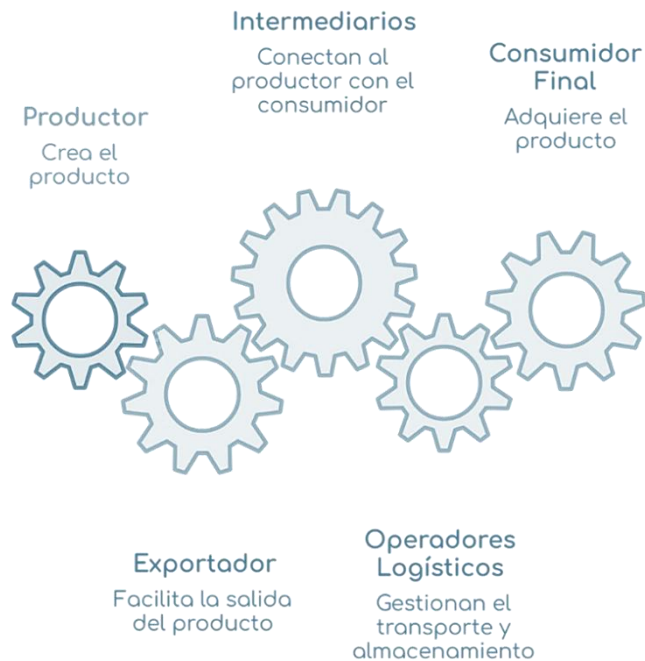 Productor
Crea el
producto
Intermediarios
Conectan al
productor con el
consumidor
Consumidor
Final
Adquiere el
producto
Exportador
Facilita la salida
del producto
Operadores
Logísticos
Gestionan el
transporte y
almacenamiento